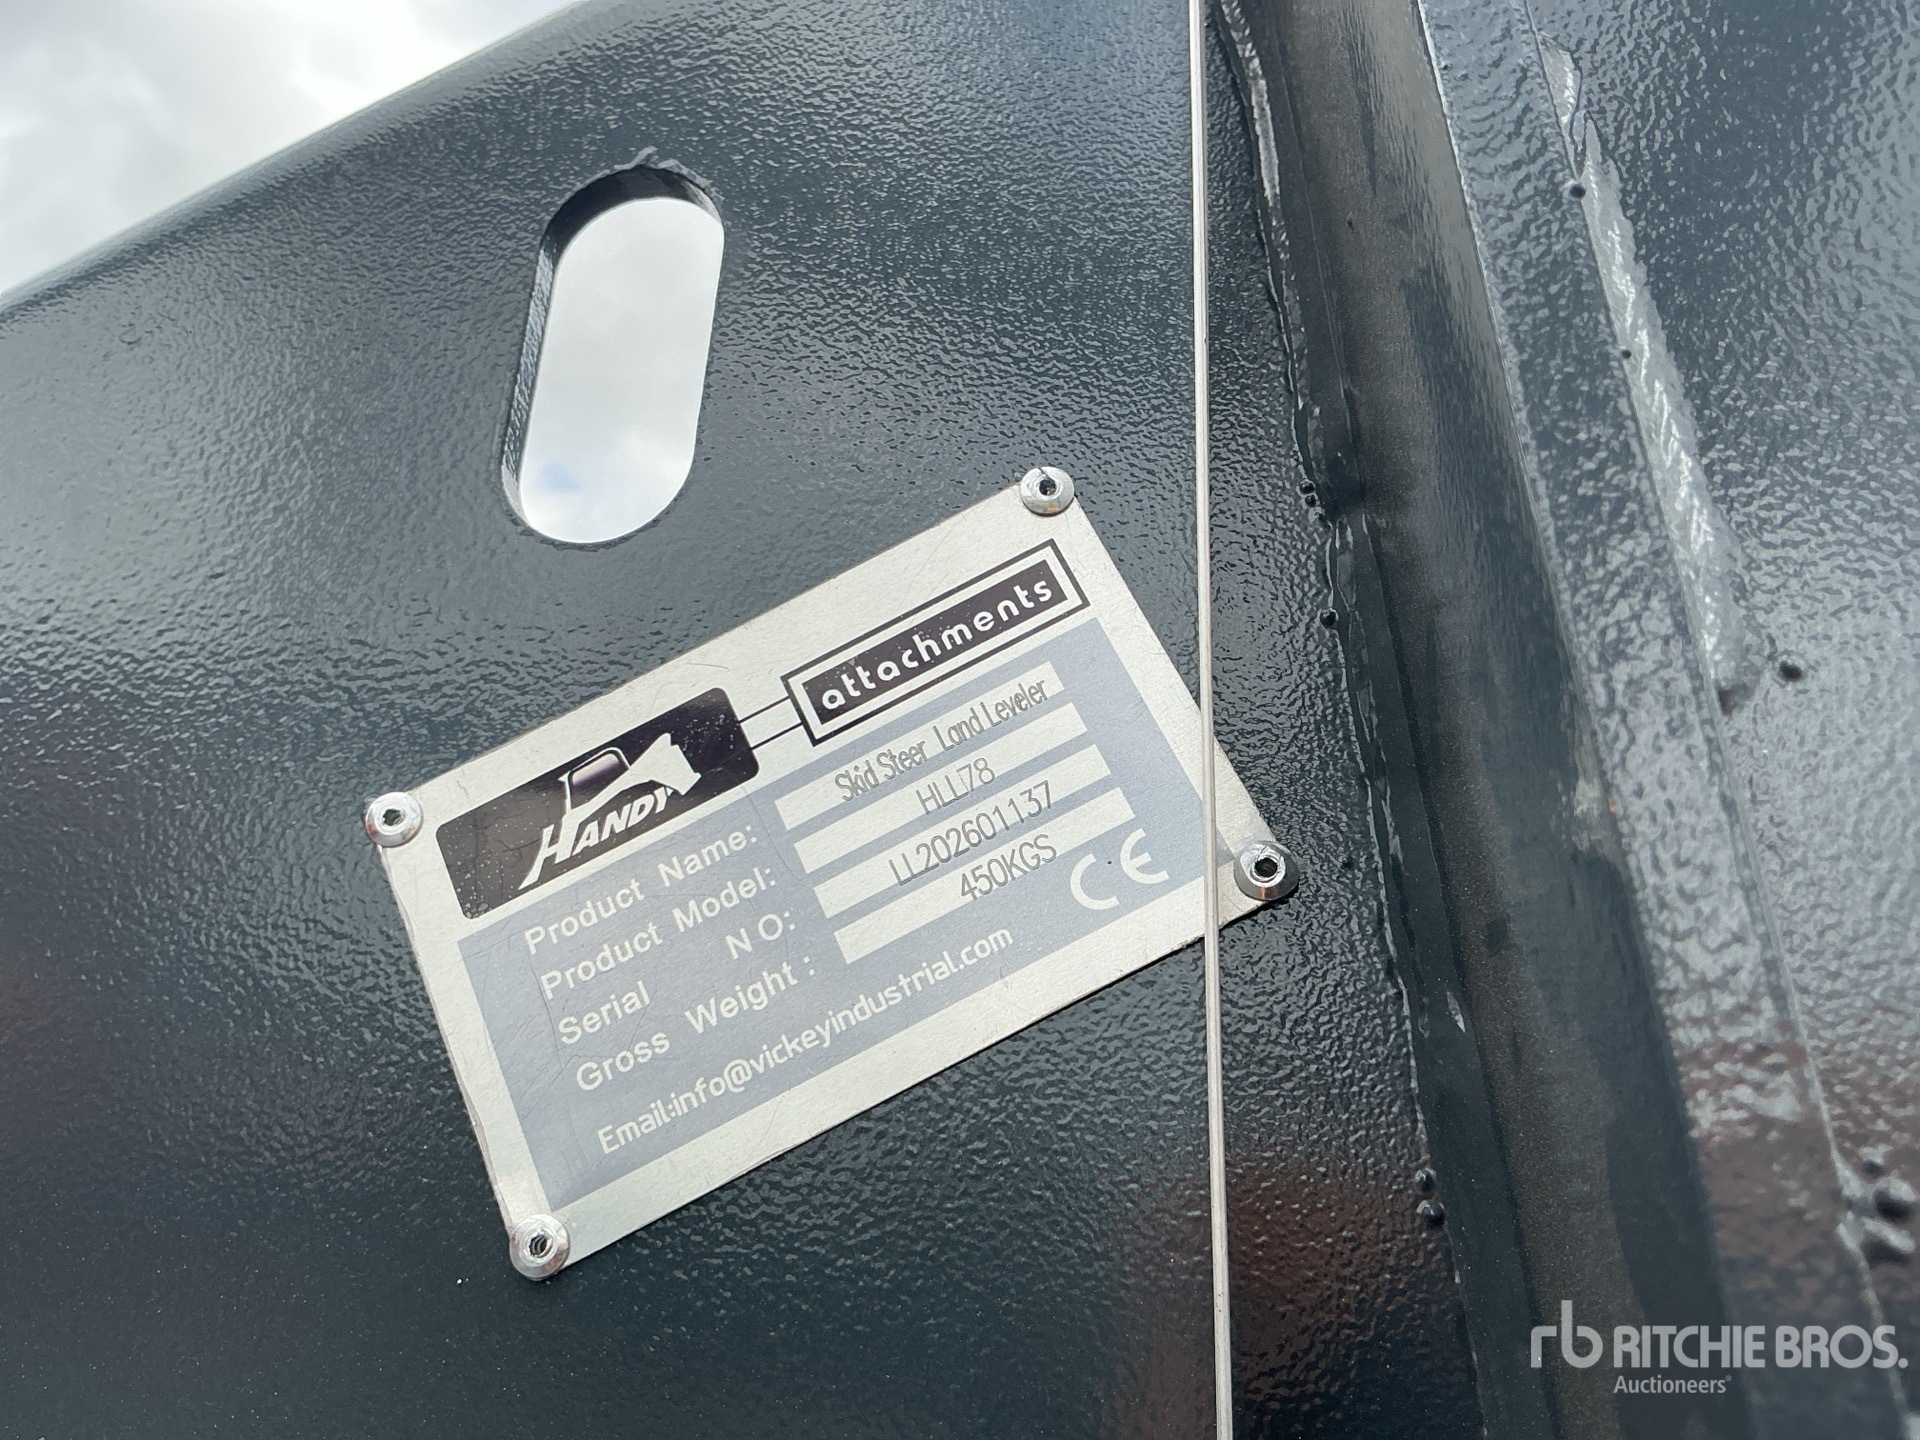 HANDY
attachments
Product Name: Skid Steer Land Leveler
Product Model: HLL78
Serial NO: LL202601137
Gross Weight: 450KGS
CE
Email:info@vickeyindustrial.com
rb RITCHIE BROS.
Auctioneers